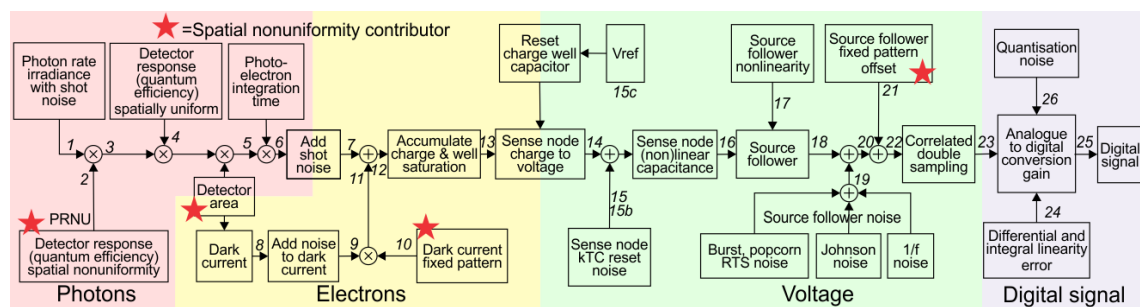 =Spatial nonuniformity contributor
Photon rate
irradiance
with shot
noise
Detector
response
(quantum
efficiency)
spatially uniform
Photo-
electron
integration
time
Reset
charge well
capacitor
Vref
15c
Source
follower
nonlinearity
Source follower
fixed pattern
offset
Quantisation
noise
1
2
3
4
5
6
Add
shot
noise
7
12
Accumulate
charge & well
saturation
13
Sense node
charge to
voltage
14
15
15b
Sense node
(non)linear
capacitance
16
17
Source
follower
18
19
20
21
22
Correlated
double
sampling
23
26
Analogue
to digital
conversion
gain
24
25
Digital
signal
PRNU
Detector response
(quantum efficiency)
spatial nonuniformity
Detector
area
Dark
current
8
Add noise
to dark
current
9
11
10
Dark current
fixed pattern
Sense node
kTC reset
noise
Source follower noise
Burst, popcorn
RTS noise
Johnson
noise
1/f
noise
Differential and
integral linearity
error
Photons
Electrons
Voltage
Digital signal